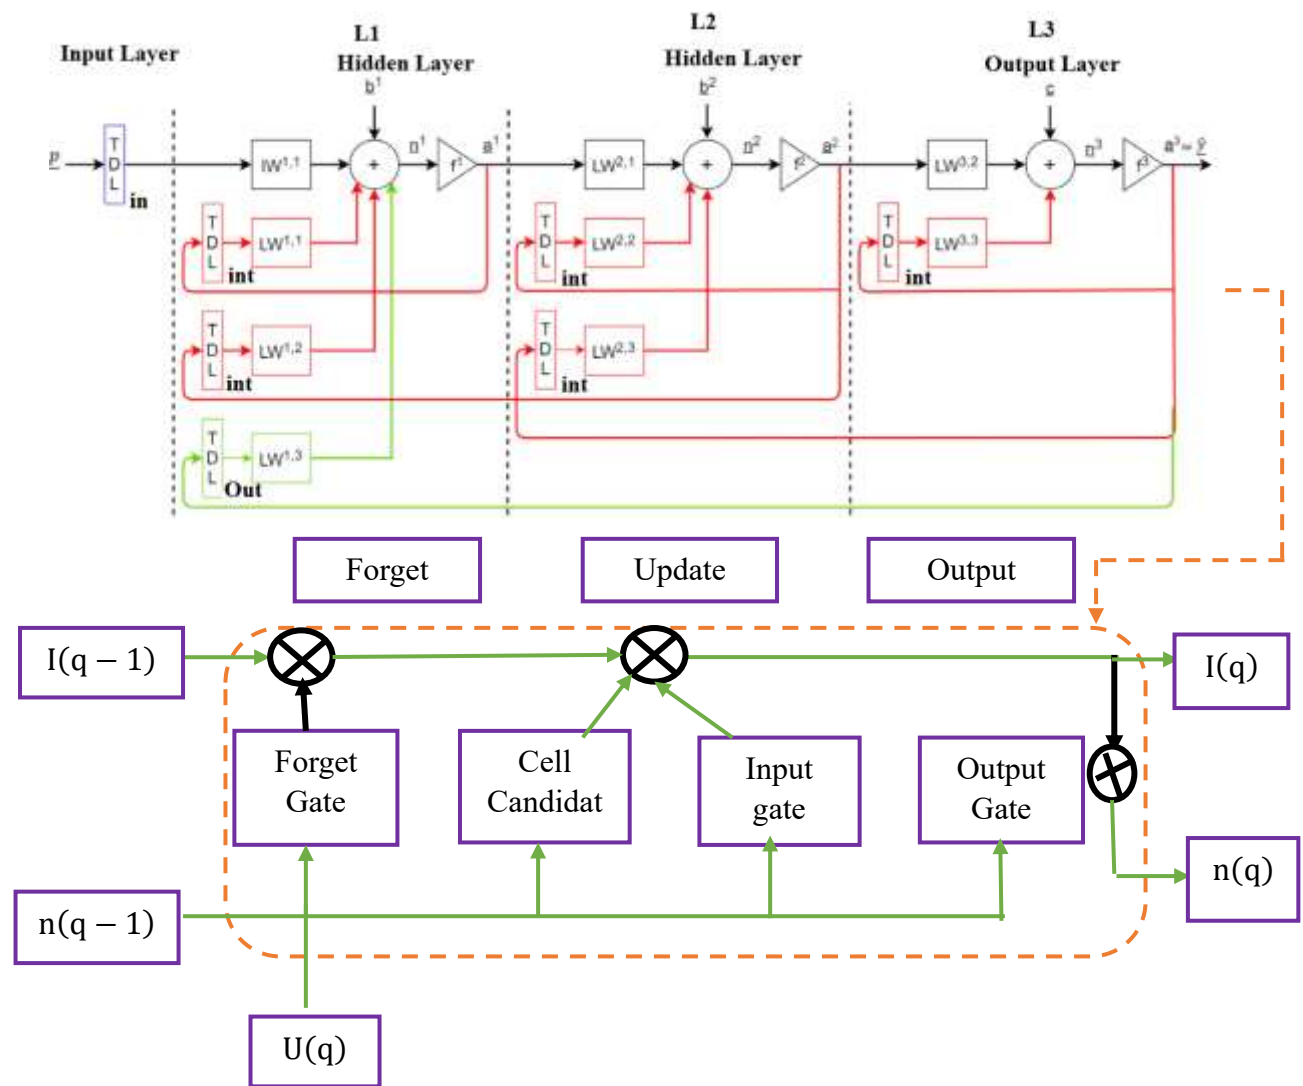 Input Layer
L1
Hidden Layer
L2
Hidden Layer
L3
Output Layer
b¹
b²
c
p
T
D
L
in
IW¹,¹
+
n¹
f¹
a¹
LW²,¹
+
n²
f²
a²
LW³,²
+
n³
f³
a³ = ŷ
T
D
L
int
LW¹,¹
T
D
L
int
LW²,²
T
D
L
int
LW³,³
T
D
L
int
LW¹,²
T
D
L
int
LW²,³
T
D
L
Out
LW¹,³
Forget
Update
Output
I(q − 1)
I(q)
Forget
Gate
Cell
Candidat
Input
gate
Output
Gate
n(q − 1)
n(q)
U(q)